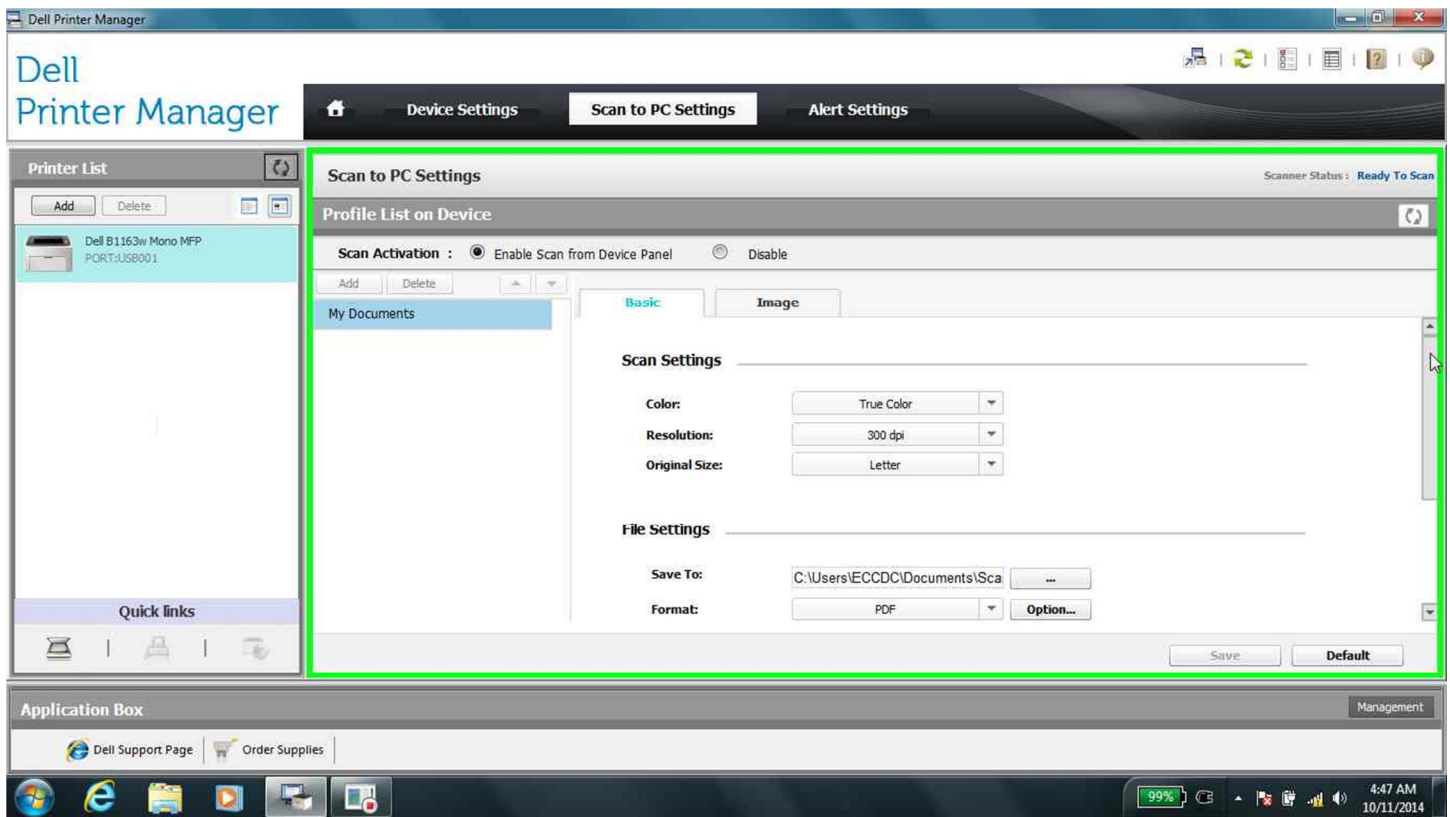 Dell Printer Manager
Dell
Printer Manager
Device Settings
Scan to PC Settings
Alert Settings
Printer List
Add
Delete
Dell B1163w Mono MFP
PORT:USB001
Quick links
Scan to PC Settings
Scanner Status : Ready To Scan
Profile List on Device
Scan Activation : Enable Scan from Device Panel Disable
Add
Delete
My Documents
Basic
Image
Scan Settings
Color: True Color
Resolution: 300 dpi
Original Size: Letter
File Settings
Save To: C:\Users\ECCDC\Documents\Sca ...
Format: PDF Option...
Save
Default
Application Box
Management
Dell Support Page
Order Supplies
99%
4:47 AM
10/11/2014